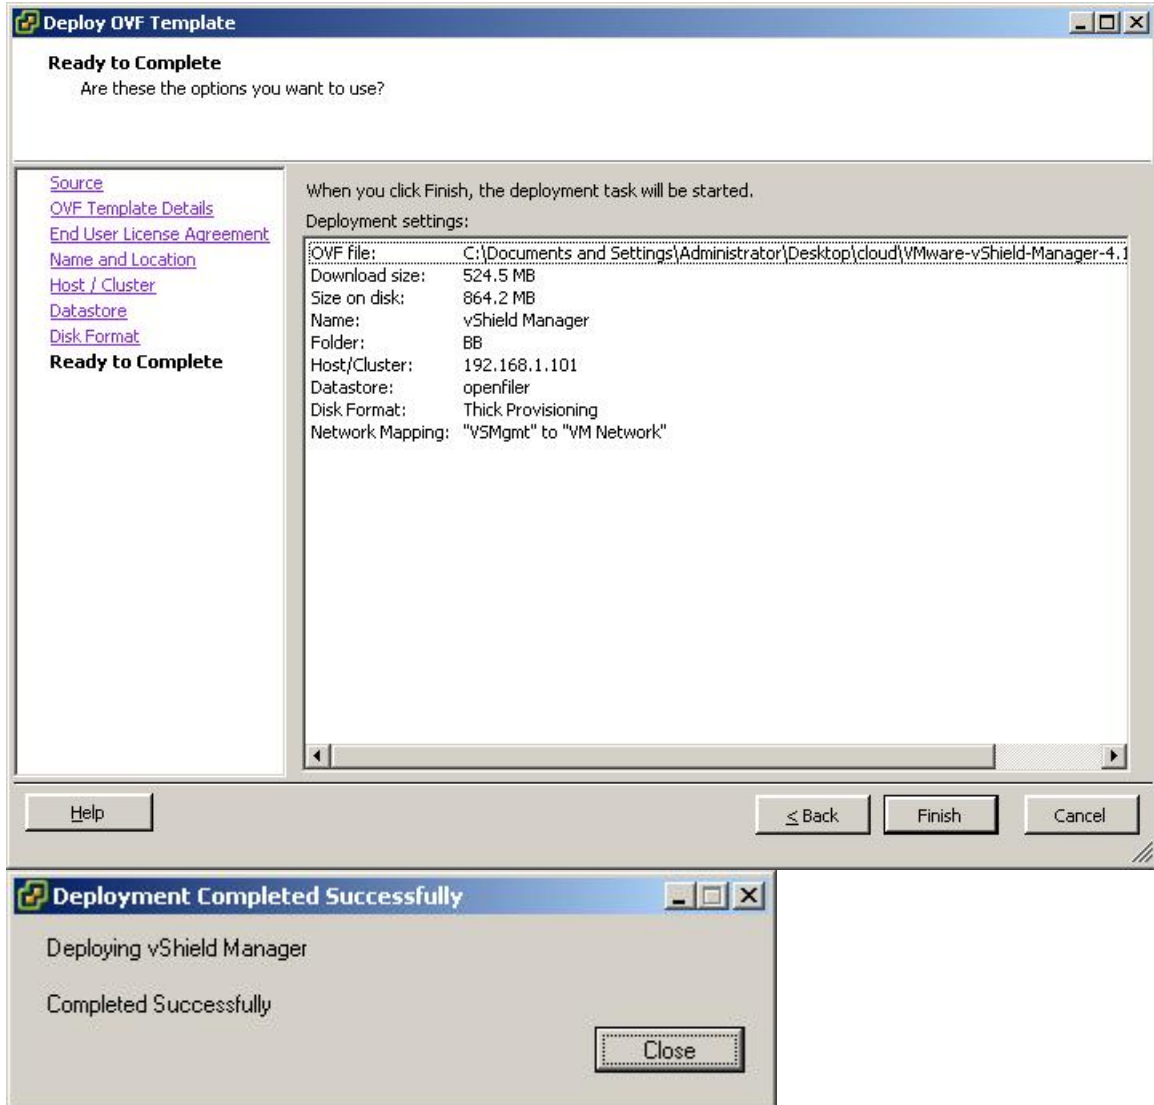 Deploy OVF Template
Ready to Complete
Are these the options you want to use?
Source
OVF Template Details
End User License Agreement
Name and Location
Host / Cluster
Datastore
Disk Format
Ready to Complete
When you click Finish, the deployment task will be started.
Deployment settings:
OVF file: C:\Documents and Settings\Administrator\Desktop\cloud\VMware-vShield-Manager-4.1
Download size: 524.5 MB
Size on disk: 864.2 MB
Name: vShield Manager
Folder: BB
Host/Cluster: 192.168.1.101
Datastore: openfiler
Disk Format: Thick Provisioning
Network Mapping: "VSMgmt" to "VM Network"
Help
< Back
Finish
Cancel
Deployment Completed Successfully
Deploying vShield Manager
Completed Successfully
Close